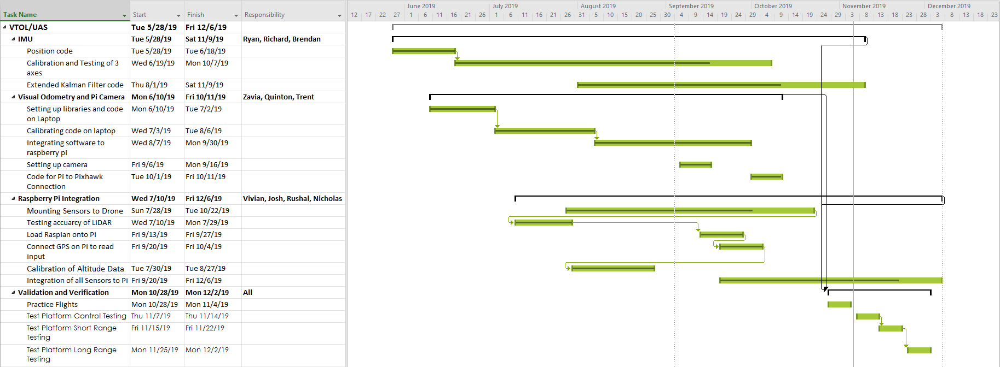 June 2019 July 2019 August 2019 September 2019 October 2019 November 2019 December 2019
Task Name Start Finish Responsibility 12 17 22 27 1 6 11 16 21 26 1 6 11 16 21 26 31 5 10 15 20 25 30 4 9 14 19 24 29 4 9 14 19 24 29 3 8 13 18 23 28 3 8 13 18 23
VTOL/UAS Tue 5/28/19 Fri 12/6/19
IMU Tue 5/28/19 Sat 11/9/19 Ryan, Richard, Brendan
Position code Tue 5/28/19 Tue 6/18/19
Calibration and Testing of 3 Wed 6/19/19 Mon 10/7/19
axes
Extended Kalman Filter code Thu 8/1/19 Sat 11/9/19
Visual Odometry and Pi Camera Mon 6/10/19 Fri 10/11/19 Zavia, Quinton, Trent
Setting up libraries and code Mon 6/10/19 Tue 7/2/19
on Laptop
Calibrating code on laptop Wed 7/3/19 Tue 8/6/19
Integrating software to Wed 8/7/19 Mon 9/30/19
raspberry pi
Setting up camera Fri 9/6/19 Mon 9/16/19
Code for Pi to Pixhawk Tue 10/1/19 Fri 10/11/19
Connection
Raspberry Pi Integration Wed 7/10/19 Fri 12/6/19 Vivian, Josh, Rushal, Nicholas
Mounting Sensors to Drone Sun 7/28/19 Tue 10/22/19
Testing accuarcy of LiDAR Wed 7/10/19 Mon 7/29/19
Load Raspian onto Pi Fri 9/13/19 Fri 9/27/19
Connect GPS on Pi to read Fri 9/20/19 Fri 10/4/19
input
Calibration of Altitude Data Tue 7/30/19 Tue 8/27/19
Integration of all Sensors to Pi Fri 9/20/19 Fri 12/6/19
Validation and Verification Mon 10/28/19 Mon 12/2/19 All
Practice Flights Mon 10/28/19 Mon 11/4/19
Test Platform Control Testing Thu 11/7/19 Thu 11/14/19
Test Platform Short Range Fri 11/15/19 Fri 11/22/19
Testing
Test Platform Long Range Mon 11/25/19 Mon 12/2/19
Testing